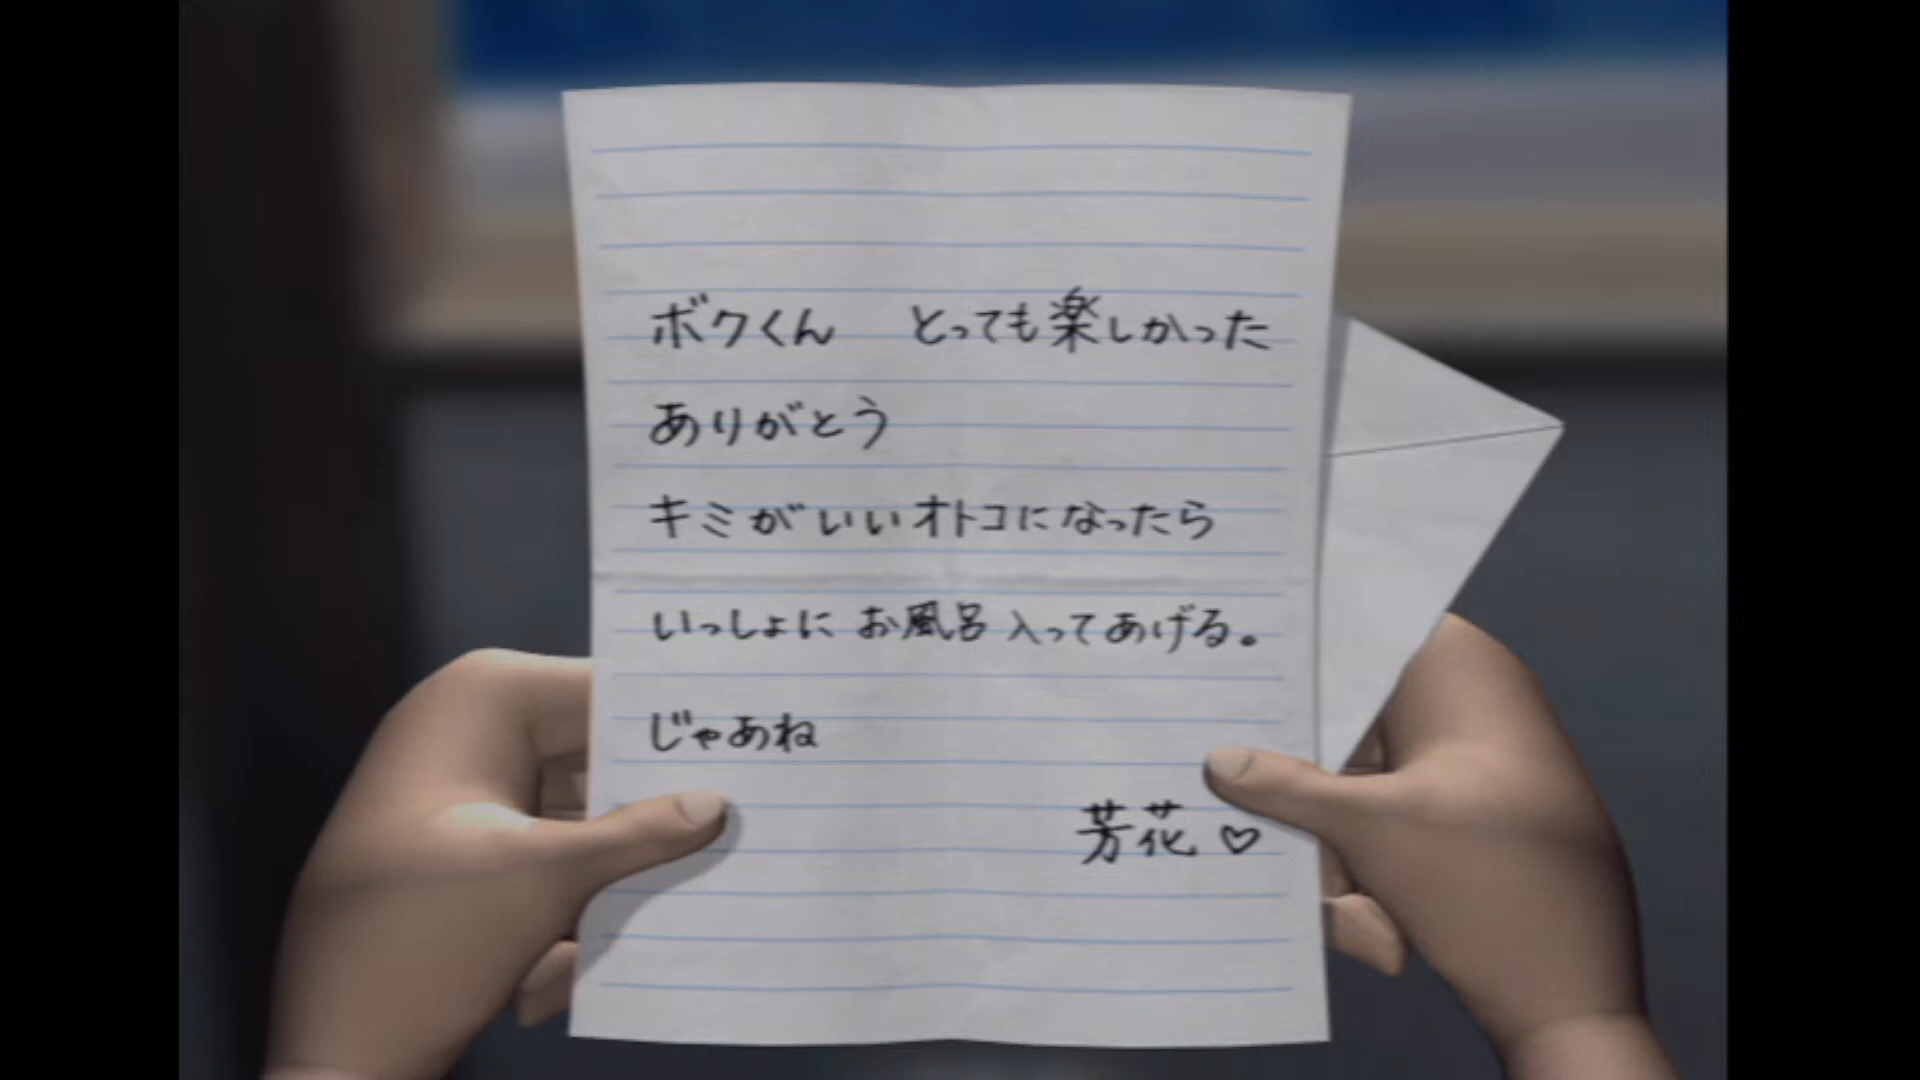 ボクくん　とっても楽しかった
ありがとう
キミがいいオトコになったら
いっしょに お風呂 入ってあげる。
じゃあね
芳花♡